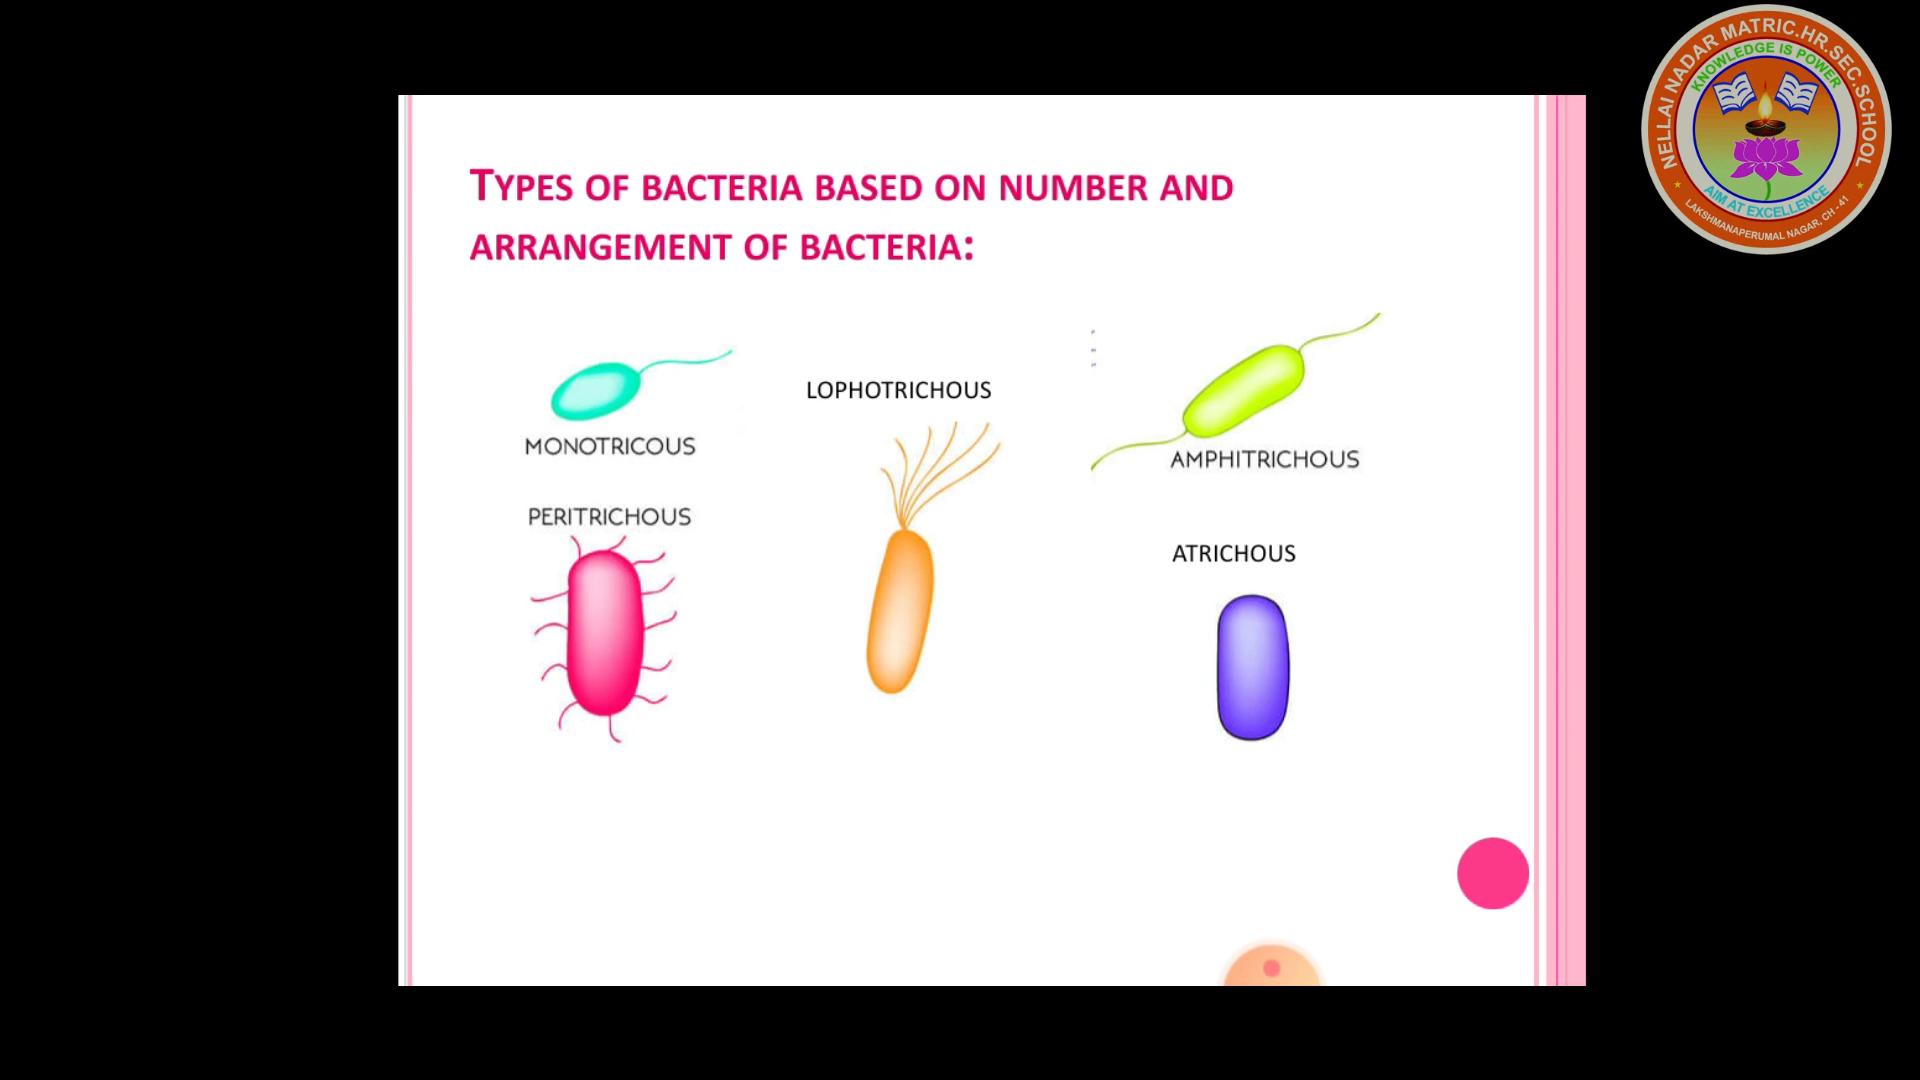 TYPES OF BACTERIA BASED ON NUMBER AND
ARRANGEMENT OF BACTERIA:
MONOTRICOUS
LOPHOTRICHOUS
AMPHITRICHOUS
PERITRICHOUS
ATRICHOUS
NELLAI NADAR MATRIC.HR.SEC.SCHOOL
KNOWLEDGE IS POWER
AIM AT EXCELLENCE
LAKSHMANAPERUMAL NAGAR, CH - 41